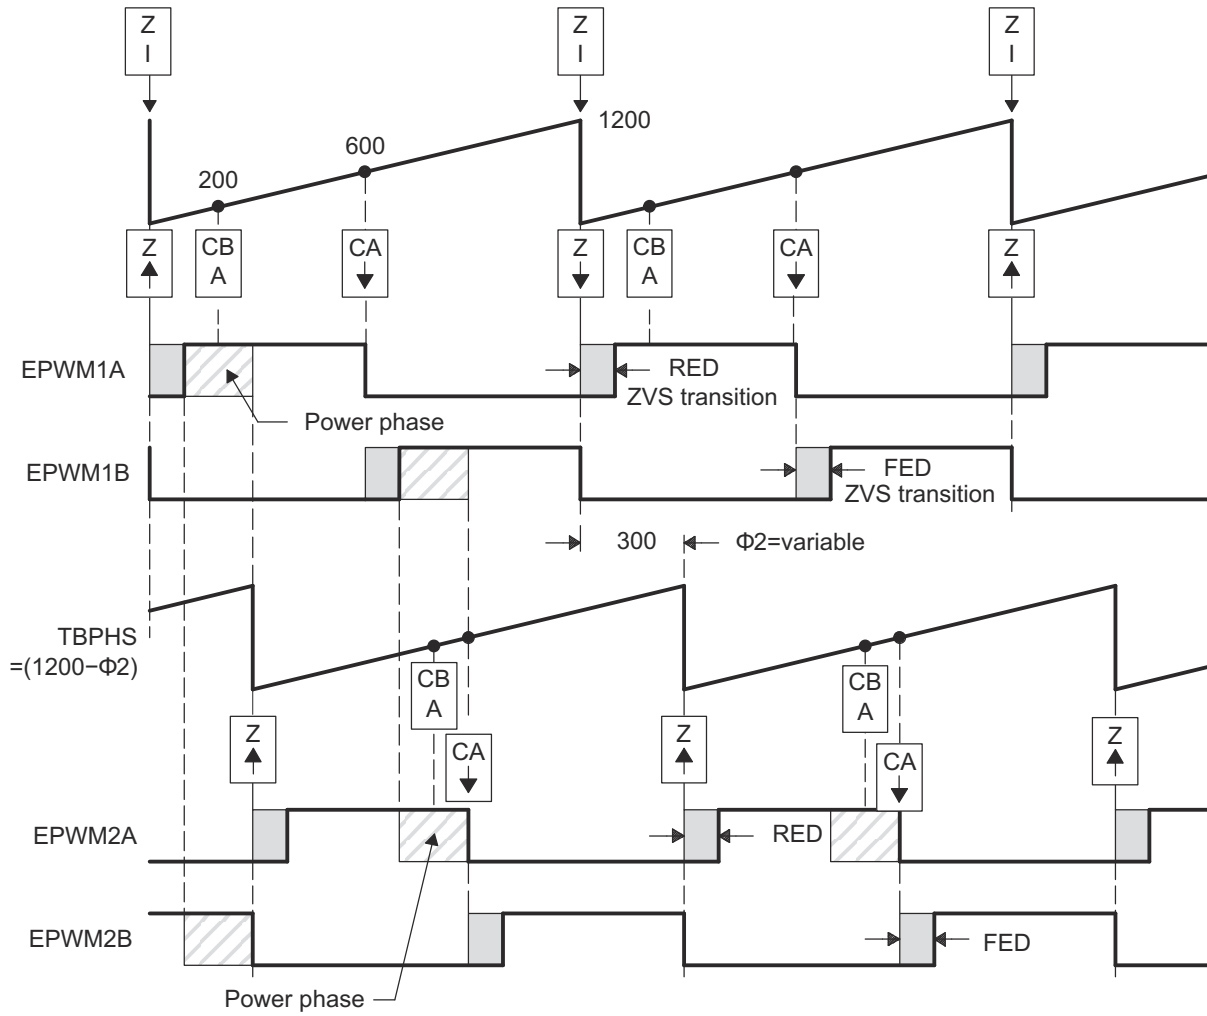 Z
I
Z
I
Z
I
1200
600
200
Z
CB
A
CA
Z
CB
A
CA
Z
EPWM1A
RED
ZVS transition
Power phase
EPWM1B
FED
ZVS transition
300
Φ2=variable
TBPHS
=(1200−Φ2)
CB
A
CB
A
Z
CA
Z
CA
Z
EPWM2A
RED
EPWM2B
FED
Power phase